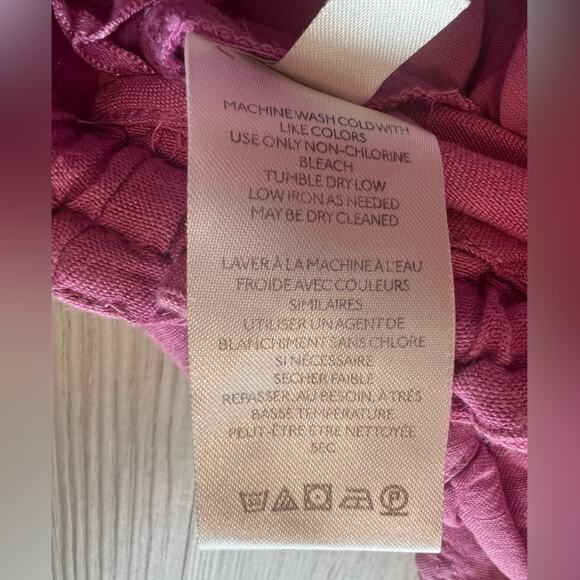 MACHINE WASH COLD WITH
LIKE COLORS
USE ONLY NON-CHLORINE
BLEACH
TUMBLE DRY LOW
LOW IRON AS NEEDED
MAY BE DRY CLEANED
LAVER À LA MACHINE À L'EAU
FROIDE AVEC COULEURS
SIMILAIRES
UTILISER UN AGENT DE
BLANCHIMENT SANS CHLORE
SI NÉCESSAIRE
SECHER FAIBLE
REPASSER, AU BESOIN, À TRÉS
BASSE TEMPÉRATURE
PEUT-ÊTRE ÊTRE NETTOYÉE
SEC
P